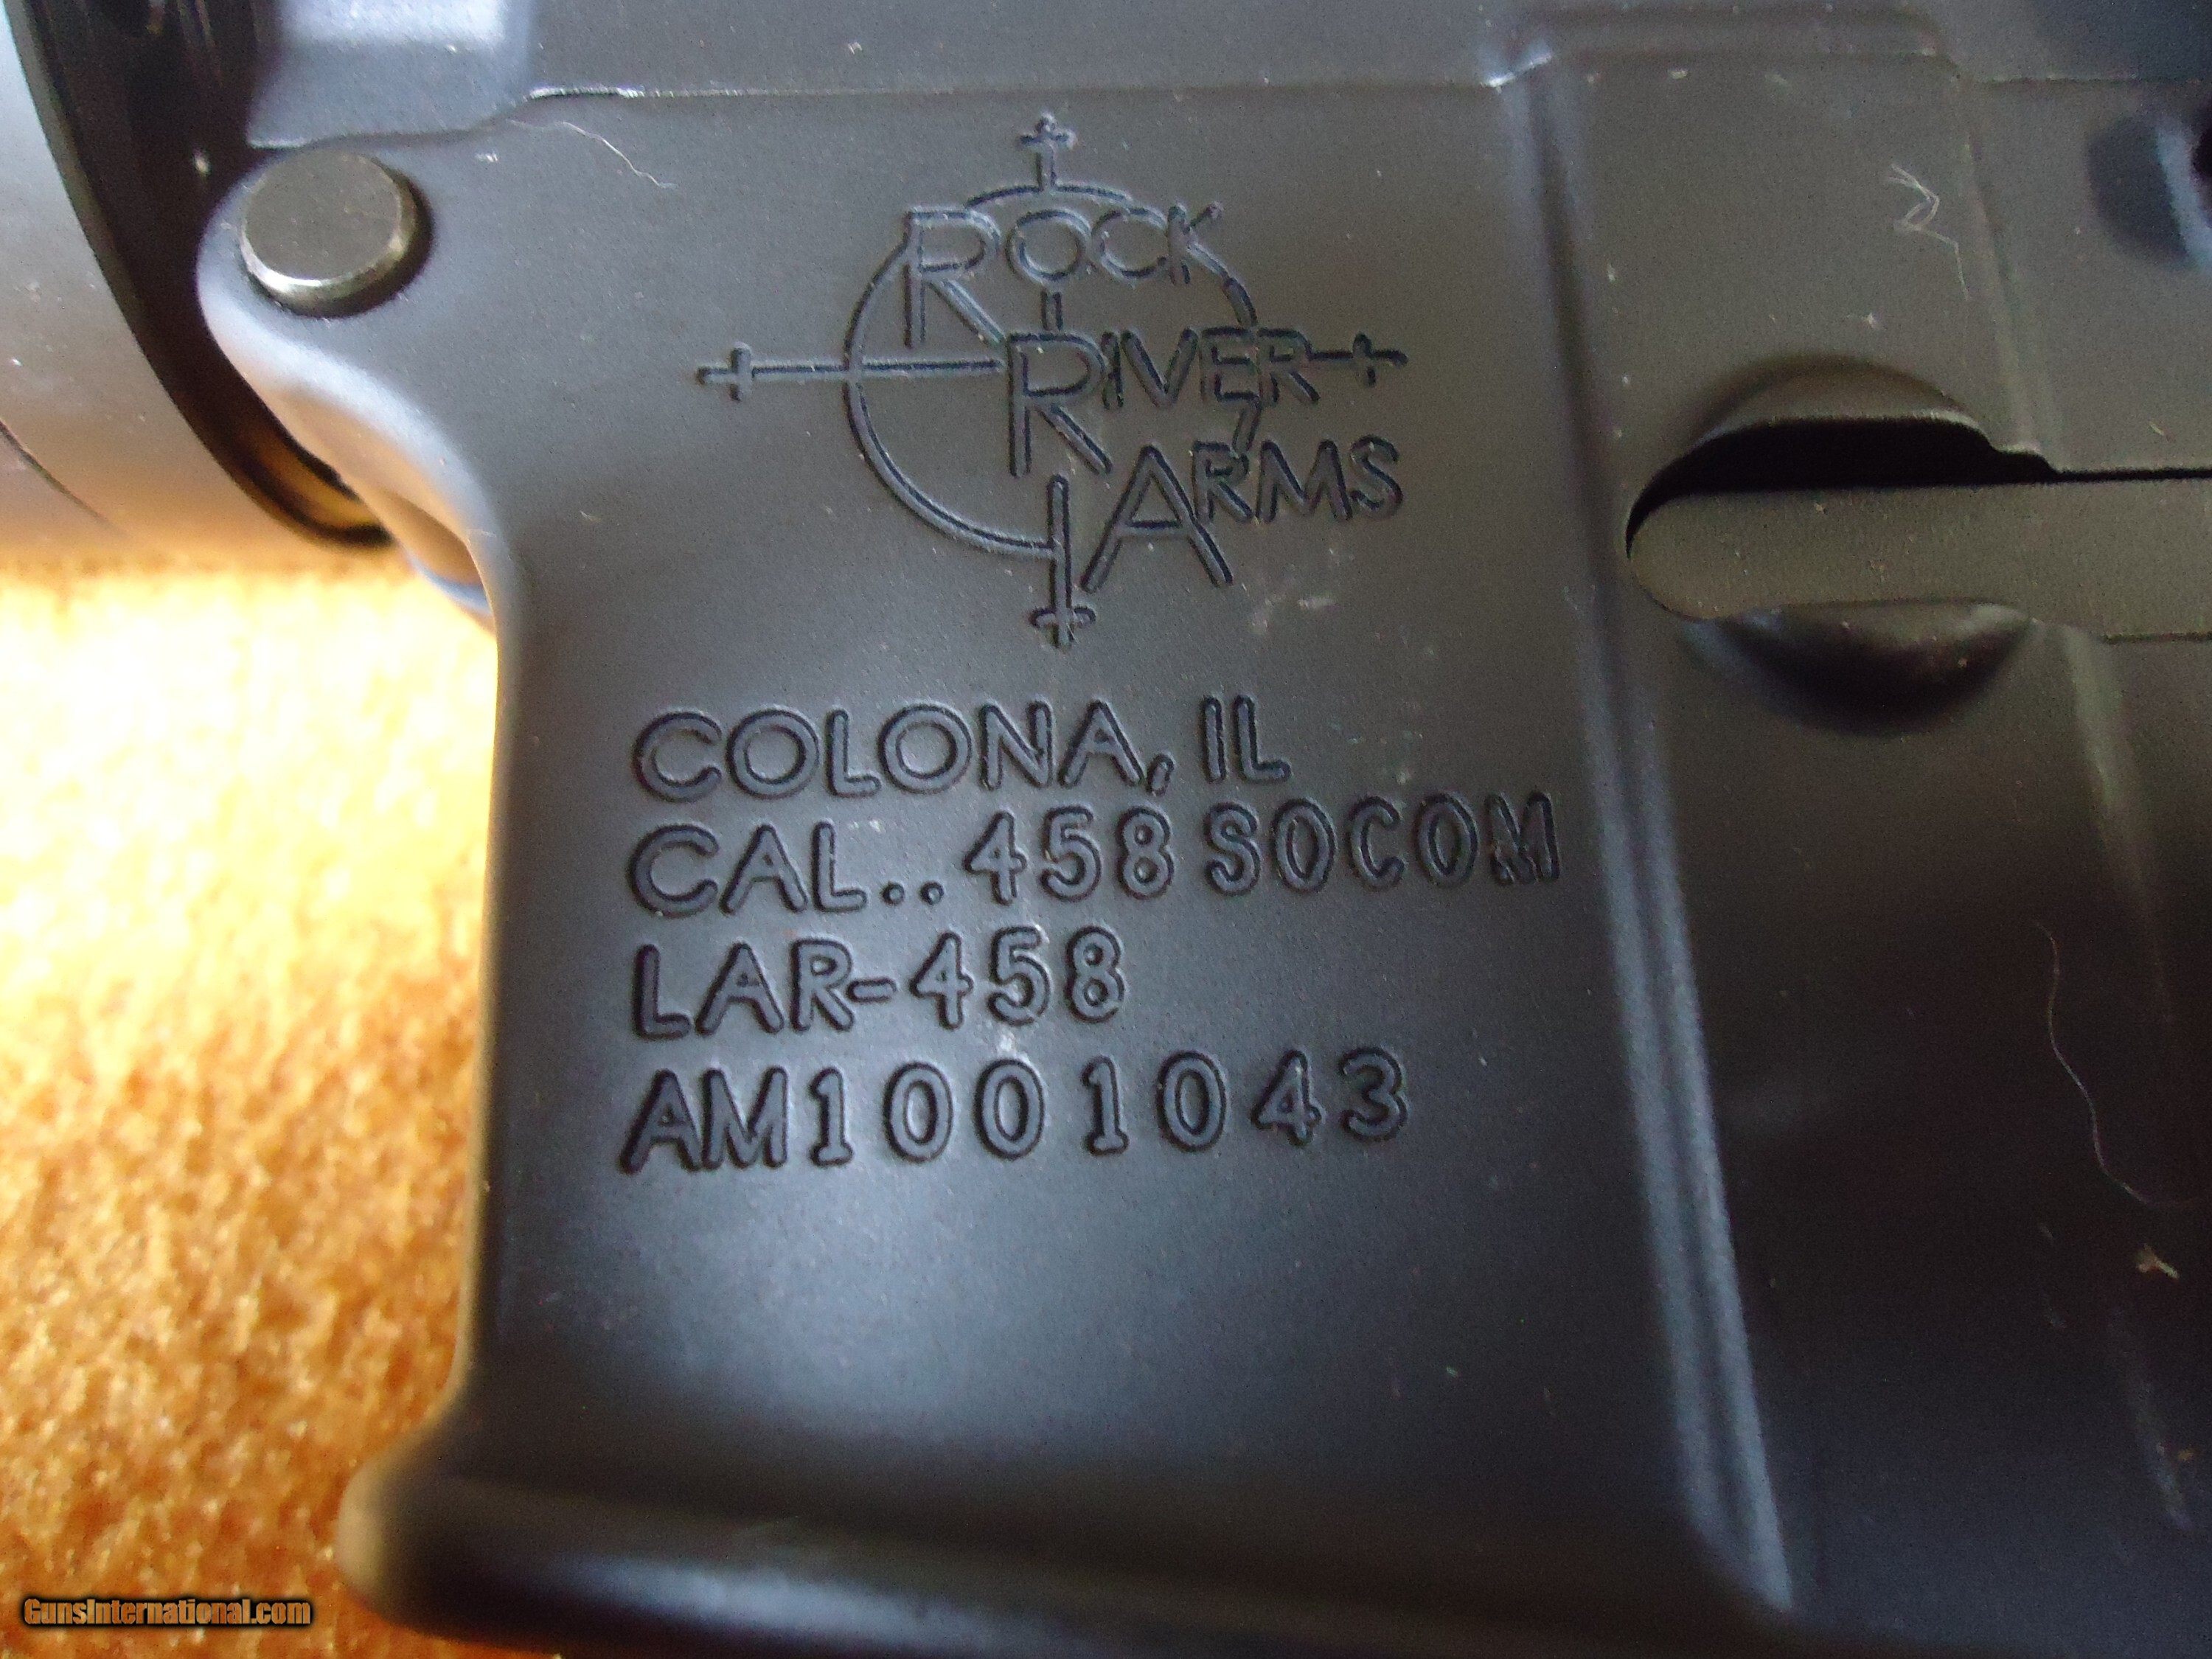 ROCK
RIVER
ARMS
COLONA, IL
CAL..458 SOCOM
LAR-458
AM1001043
GunsInternational.com